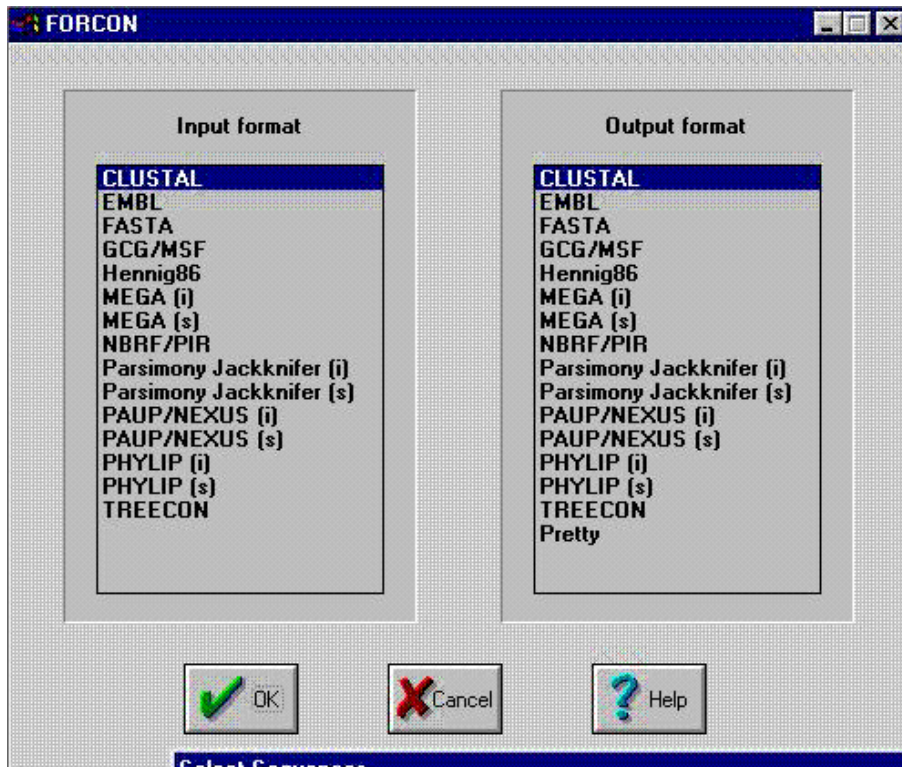 FORCON
Input format
CLUSTAL
EMBL
FASTA
GCG/MSF
Hennig86
MEGA (i)
MEGA (s)
NBRF/PIR
Parsimony Jackknifer (i)
Parsimony Jackknifer (s)
PAUP/NEXUS (i)
PAUP/NEXUS (s)
PHYLIP (i)
PHYLIP (s)
TREECON
Output format
CLUSTAL
EMBL
FASTA
GCG/MSF
Hennig86
MEGA (i)
MEGA (s)
NBRF/PIR
Parsimony Jackknifer (i)
Parsimony Jackknifer (s)
PAUP/NEXUS (i)
PAUP/NEXUS (s)
PHYLIP (i)
PHYLIP (s)
TREECON
Pretty
OK
Cancel
Help
Select Sequences